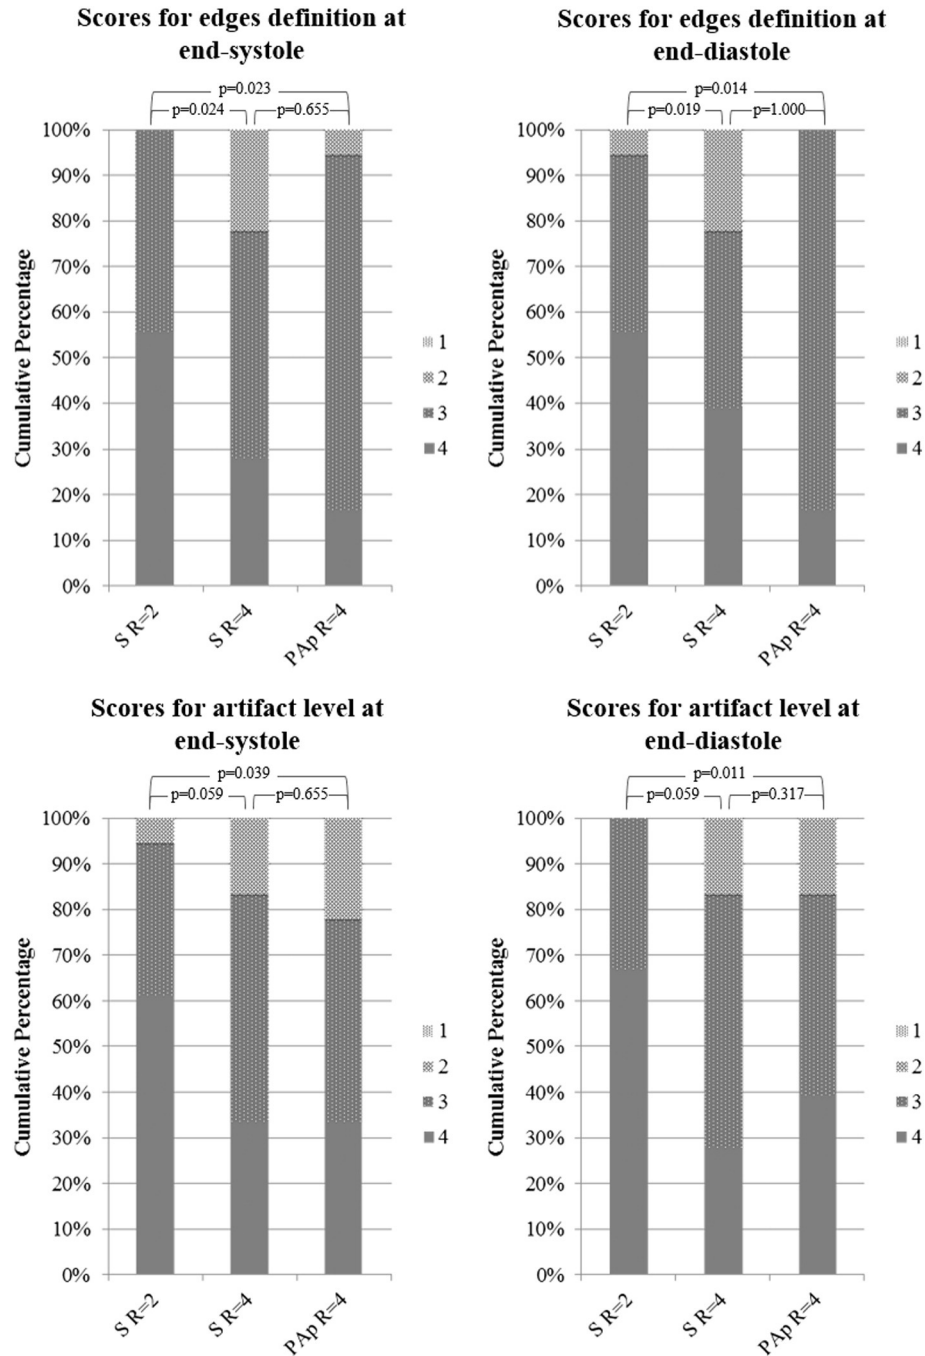 Scores for edges definition at
end-systole
p=0.023
p=0.024
p=0.655
100%
90%
80%
70%
60%
50%
40%
30%
20%
10%
0%
Cumulative Percentage
S R=2
S R=4
PAp R=4
1
2
3
4
Scores for edges definition at
end-diastole
p=0.014
p=0.019
p=1.000
100%
90%
80%
70%
60%
50%
40%
30%
20%
10%
0%
Cumulative Percentage
S R=2
S R=4
PAp R=4
1
2
3
4
Scores for artifact level at
end-systole
p=0.039
p=0.059
p=0.655
100%
90%
80%
70%
60%
50%
40%
30%
20%
10%
0%
Cumulative Percentage
S R=2
S R=4
PAp R=4
1
2
3
4
Scores for artifact level at
end-diastole
p=0.011
p=0.059
p=0.317
100%
90%
80%
70%
60%
50%
40%
30%
20%
10%
0%
Cumulative Percentage
S R=2
S R=4
PAp R=4
1
2
3
4